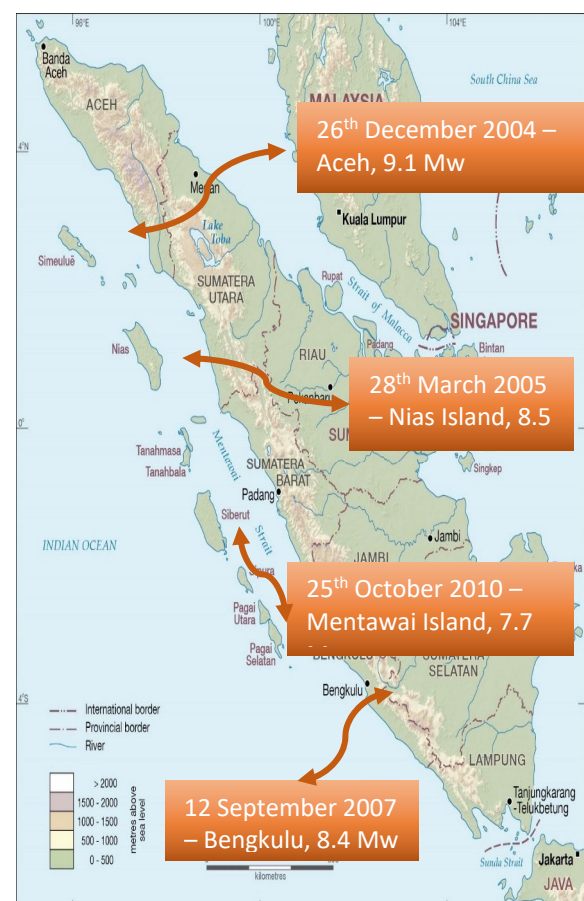 96°E
100°E
104°E
Banda
Aceh
South China Sea
ACEH
MALAYSIA
26th December 2004 –
Aceh, 9.1 Mw
4°N
Medan
Kuala Lumpur
Lake
Toba
Simeuluë
Rupat
Strait of Malacca
SUMATERA
UTARA
SINGAPORE
Padang
Bintan
Nias
RIAU
28th March 2005
– Nias Island, 8.5
Pekanbaru
0°
Tanahmasa
Tanahbala
Mentawai Strait
SUMATERA
BARAT
Singkep
Padang
Siberut
INDIAN OCEAN
Jambi
JAMBI
Sipura
25th October 2010 –
Mentawai Island, 7.7
Pagai
Utara
Pagai
Selatan
BENGKULU
SUMATERA
SELATAN
4°S
Bengkulu
International border
Provincial border
River
LAMPUNG
> 2000
1500 - 2000
1000 - 1500
500 - 1000
0 - 500
metres above
sea level
12 September 2007
– Bengkulu, 8.4 Mw
Tanjungkarang
-Telukbetung
kilometres
Sunda Strait
Jakarta
JAVA